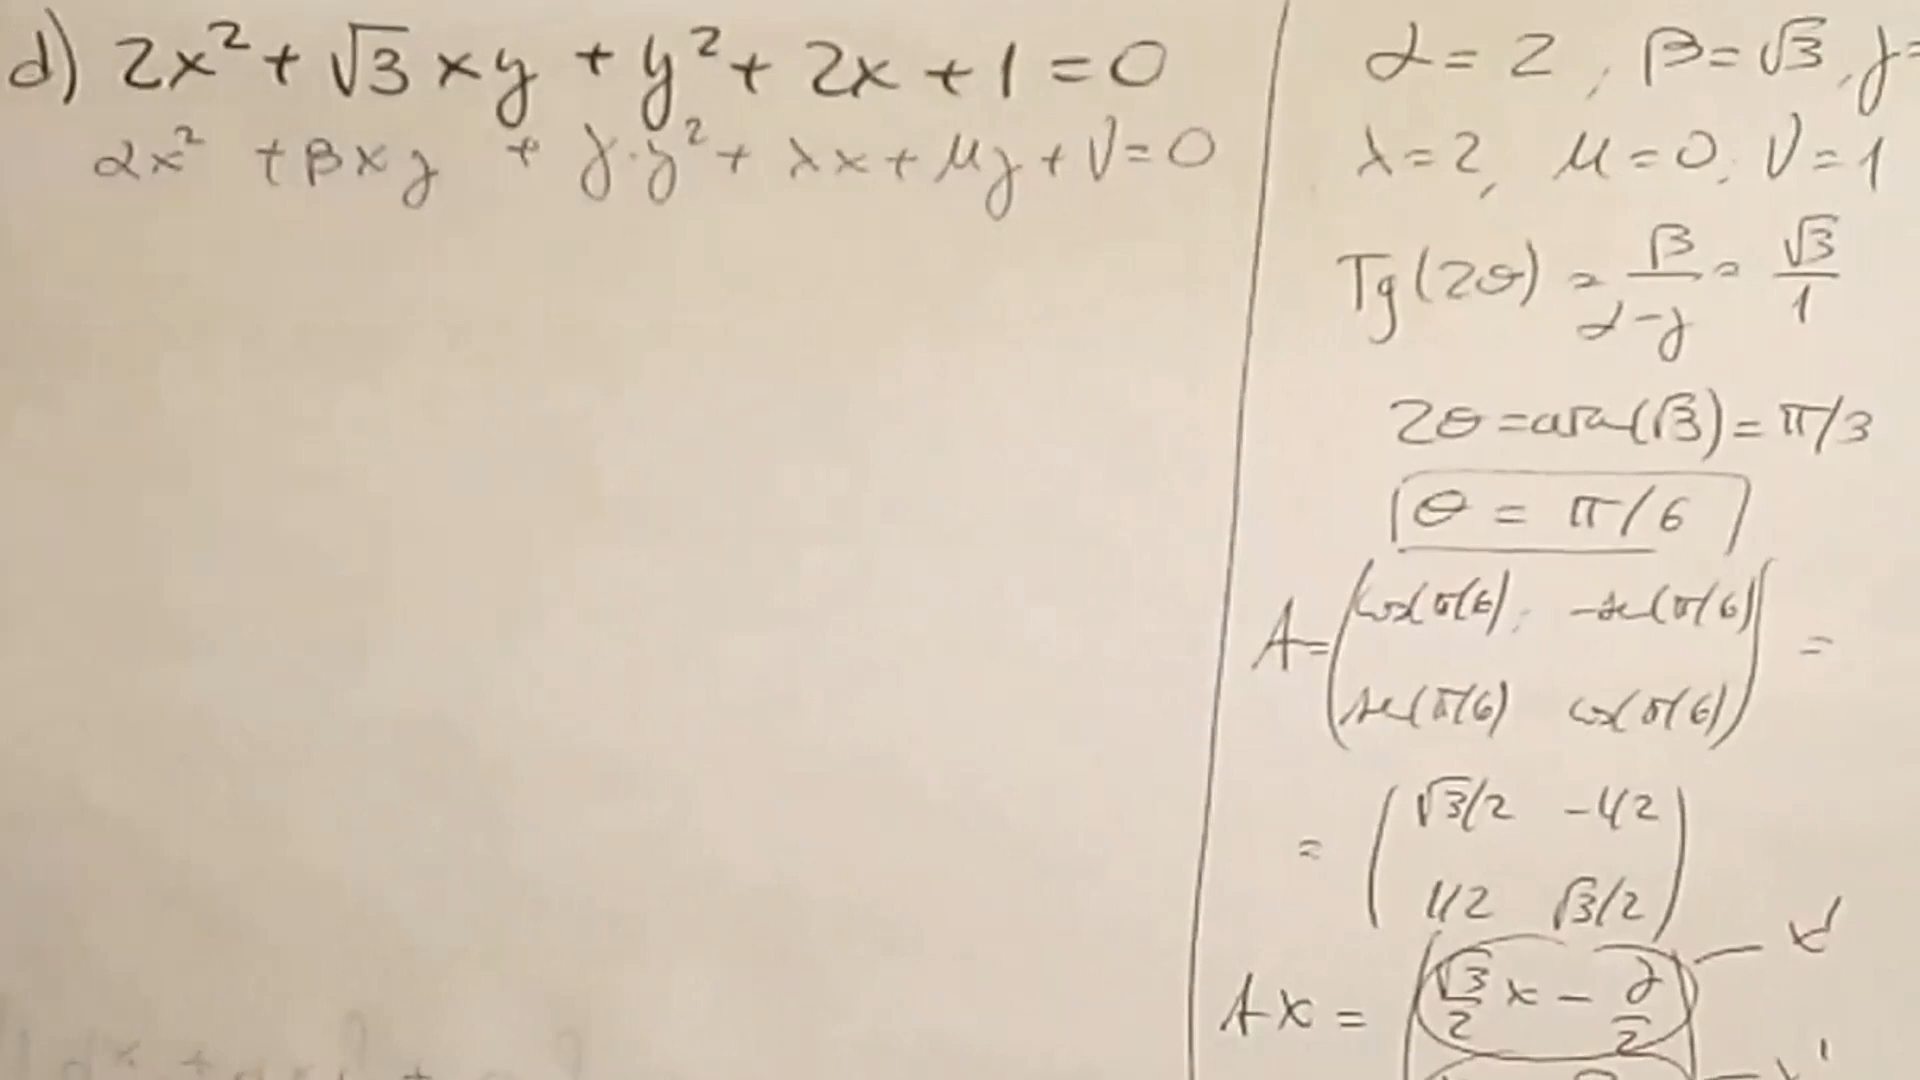 d) 2x² + √3 xy + y² + 2x + 1 = 0
αx² + βxy + γ·y² + λx + μy + ν = 0
α = 2, β = √3, γ =
λ = 2, μ = 0, ν = 1
Tg(2θ) = β/(α-γ) = √3/1
2θ = (√3) = π/3
θ = π/6
A = (cos(π/6) -sen(π/6)
sen(π/6) cos(π/6)) =
= (√3/2 -1/2
1/2 √3/2)
x'
Ax = (√3/2 x - y/2